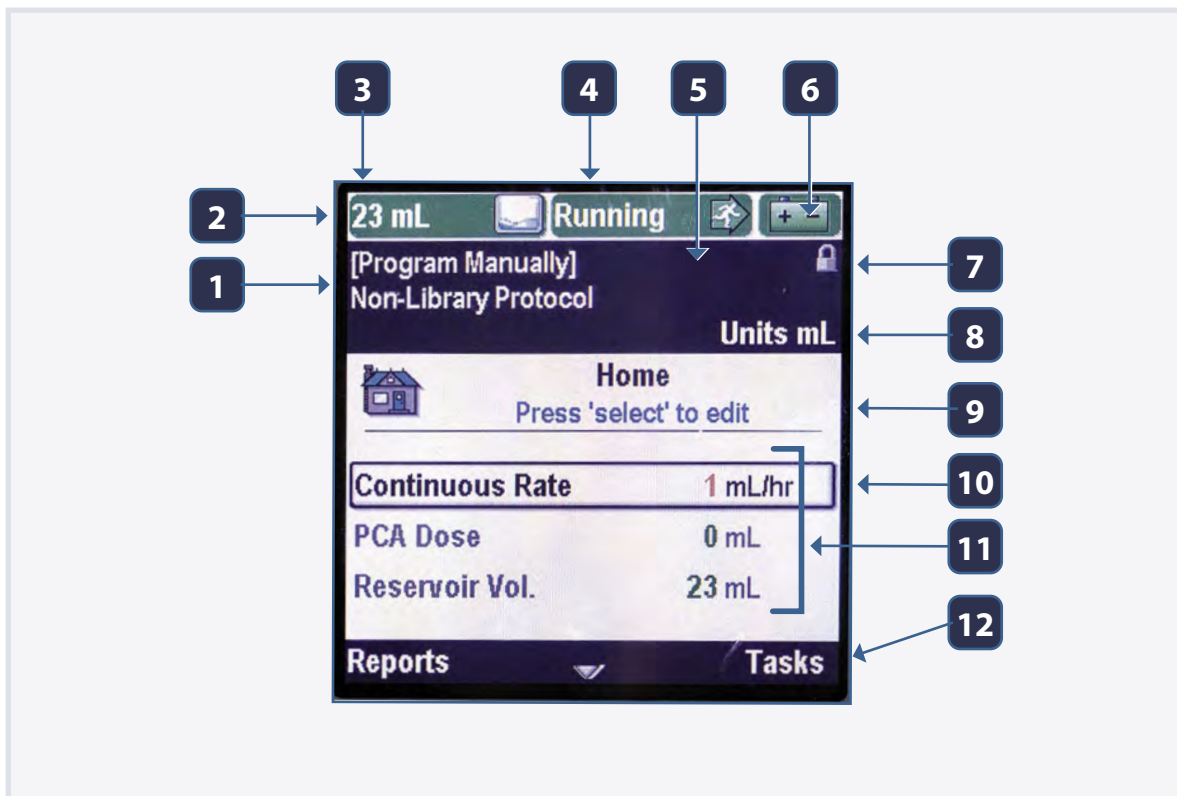 3
4
5
6
2
23 mL
Running
+ -
1
[Program Manually]
Non-Library Protocol
7
Units mL
8
Home
Press 'select' to edit
9
Continuous Rate 1 mL/hr
10
PCA Dose 0 mL
11
Reservoir Vol. 23 mL
12
Reports
Tasks